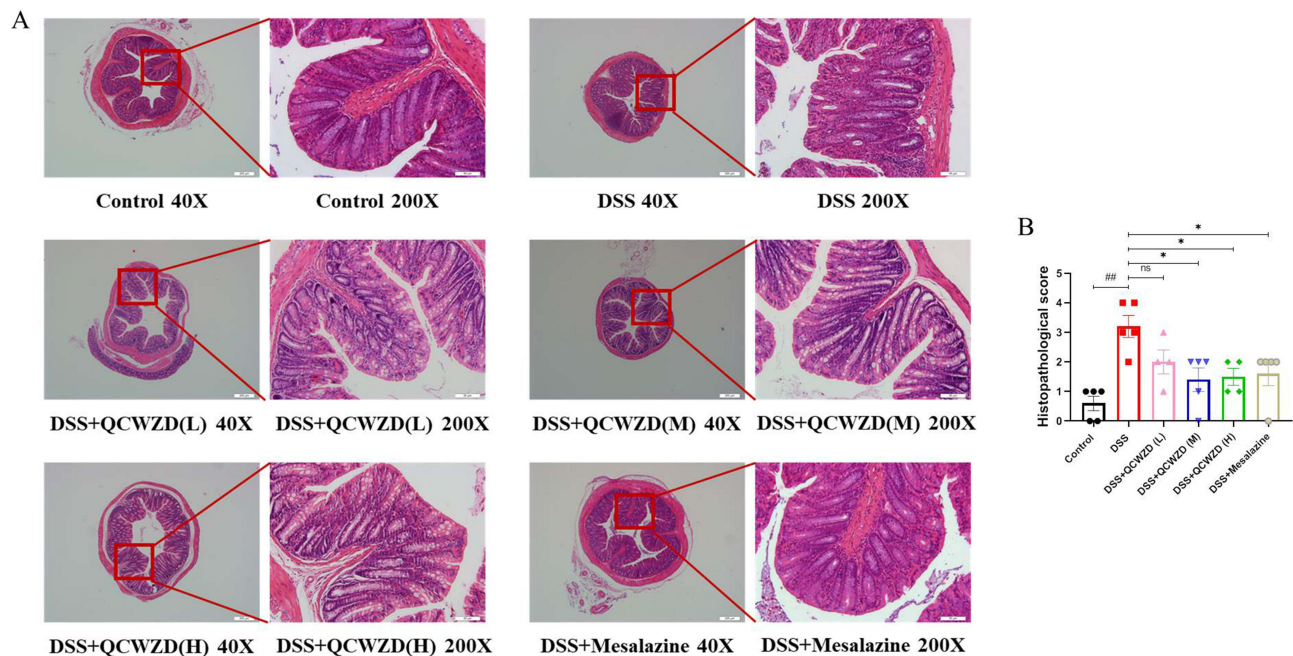 A
Control 40X
Control 200X
DSS 40X
DSS 200X
DSS+QCWZD(L) 40X
DSS+QCWZD(L) 200X
DSS+QCWZD(M) 40X
DSS+QCWZD(M) 200X
DSS+QCWZD(H) 40X
DSS+QCWZD(H) 200X
DSS+Mesalazine 40X
DSS+Mesalazine 200X
B
*
*
*
##
ns
Histopathological score
5
4
3
2
1
0
Control
DSS
DSS+QCWZD (L)
DSS+QCWZD (M)
DSS+QCWZD (H)
DSS+Mesalazine